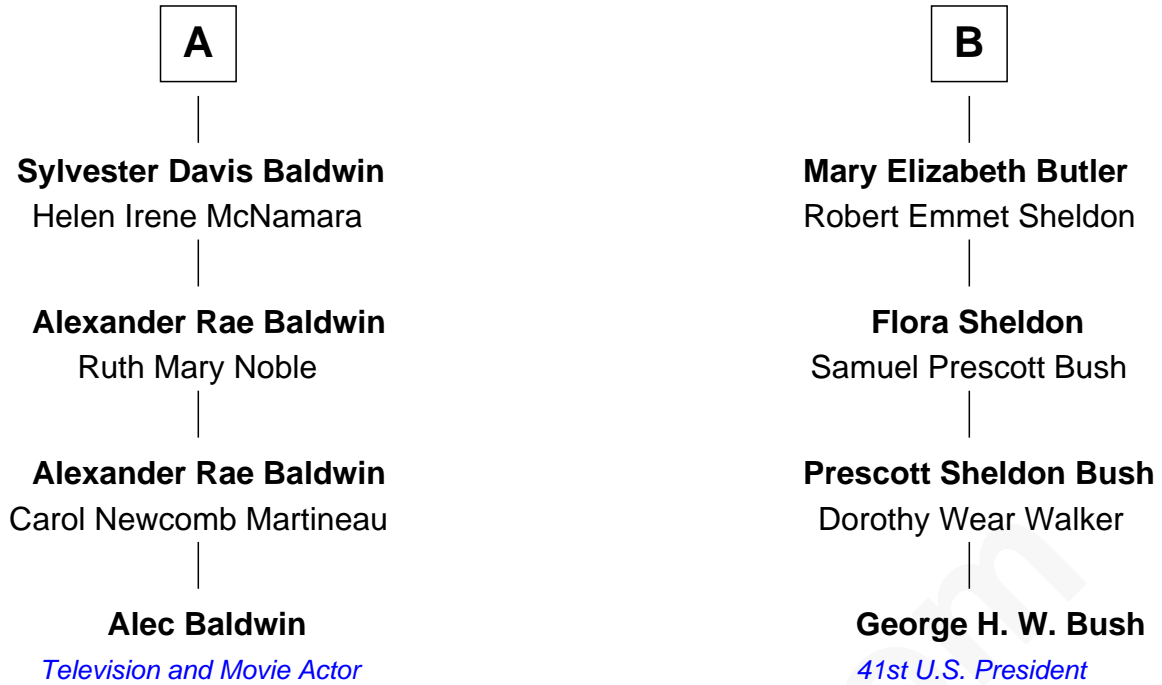 A
Sylvester Davis Baldwin
Helen Irene McNamara
Alexander Rae Baldwin
Ruth Mary Noble
Alexander Rae Baldwin
Carol Newcomb Martineau
Alec Baldwin
Television and Movie Actor
B
Mary Elizabeth Butler
Robert Emmet Sheldon
Flora Sheldon
Samuel Prescott Bush
Prescott Sheldon Bush
Dorothy Wear Walker
George H. W. Bush
41st U.S. President